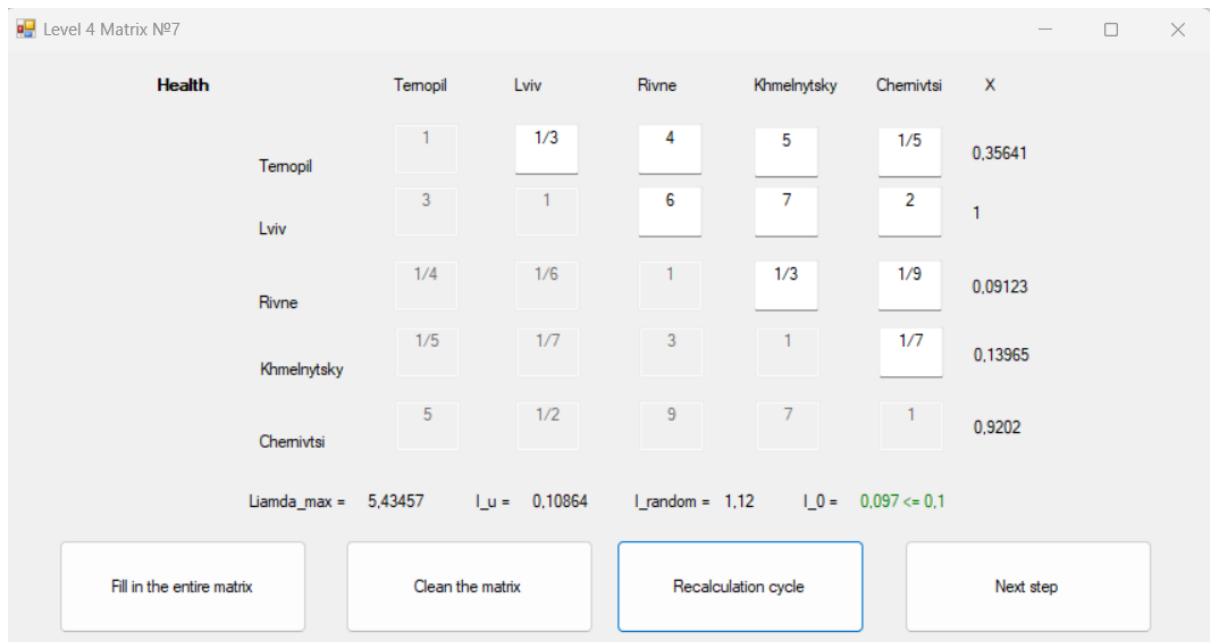 Level 4 Matrix №7
Health Ternopil Lviv Rivne Khmelnytsky Chernivtsi X
Ternopil 1 1/3 4 5 1/5 0,35641
Lviv 3 1 6 7 2 1
Rivne 1/4 1/6 1 1/3 1/9 0,09123
Khmelnytsky 1/5 1/7 3 1 1/7 0,13965
Chernivtsi 5 1/2 9 7 1 0,9202
Liamda_max = 5,43457 I_u = 0,10864 I_random = 1,12 I_0 = 0,097 <= 0,1
Fill in the entire matrix Clean the matrix Recalculation cycle Next step